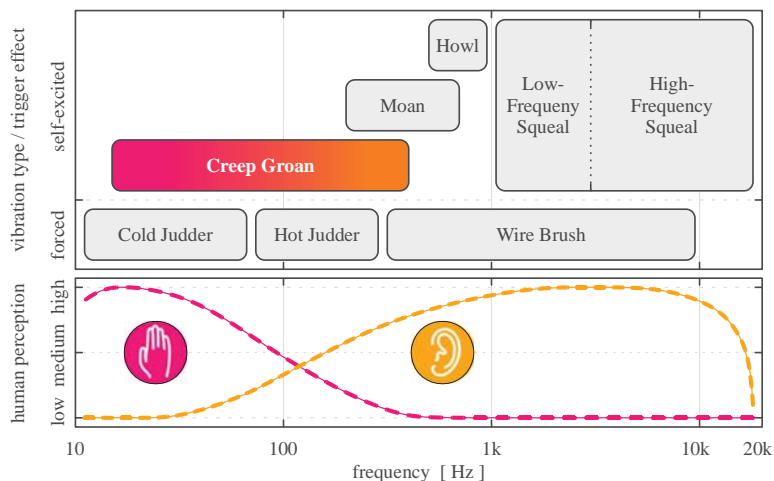 vibration type / trigger effect
self-excited
forced
Howl
Moan
Low-
Frequeny
Squeal
High-
Frequency
Squeal
Creep Groan
Cold Judder
Hot Judder
Wire Brush
human perception
high
medium
low
10
100
1k
10k
20k
frequency [ Hz ]